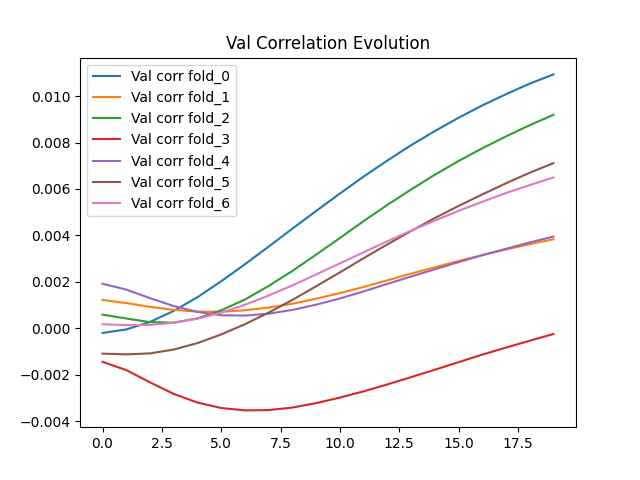 Val Correlation Evolution
Val corr fold_0
Val corr fold_1
Val corr fold_2
Val corr fold_3
Val corr fold_4
Val corr fold_5
Val corr fold_6
0.010
0.008
0.006
0.004
0.002
0.000
−0.002
−0.004
0.0 2.5 5.0 7.5 10.0 12.5 15.0 17.5